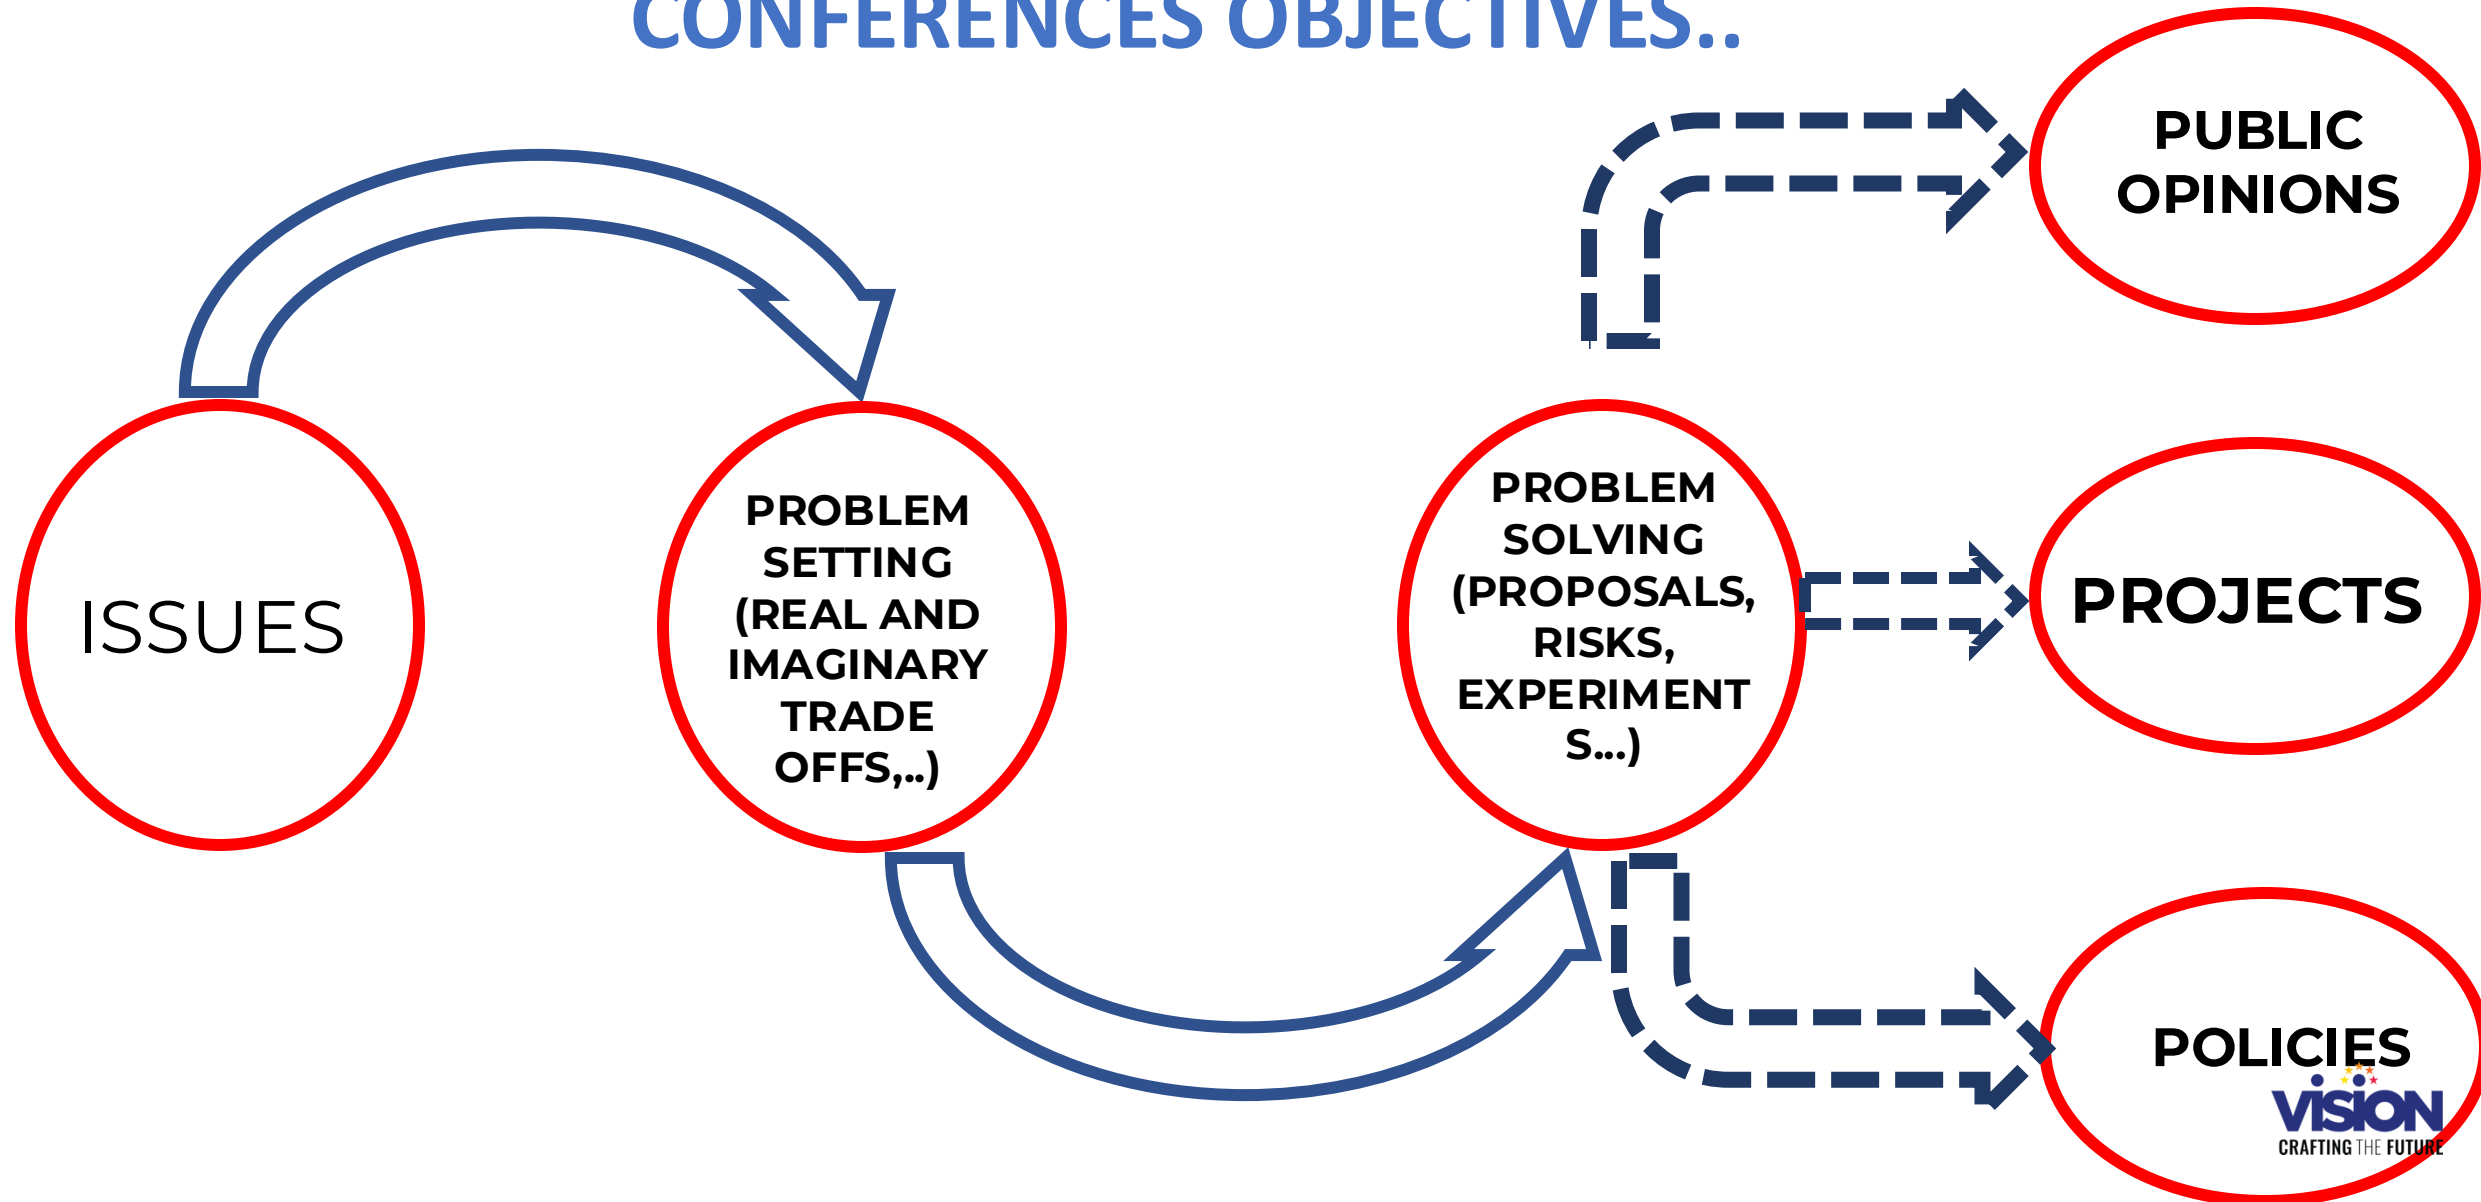 CONFERENCES OBJECTIVES..
ISSUES
PROBLEM
SETTING
(REAL AND
IMAGINARY
TRADE
OFFS,..)
PROBLEM
SOLVING
(PROPOSALS,
RISKS,
EXPERIMENT
S...)
PUBLIC
OPINIONS
PROJECTS
POLICIES
VISION
CRAFTING THE FUTURE